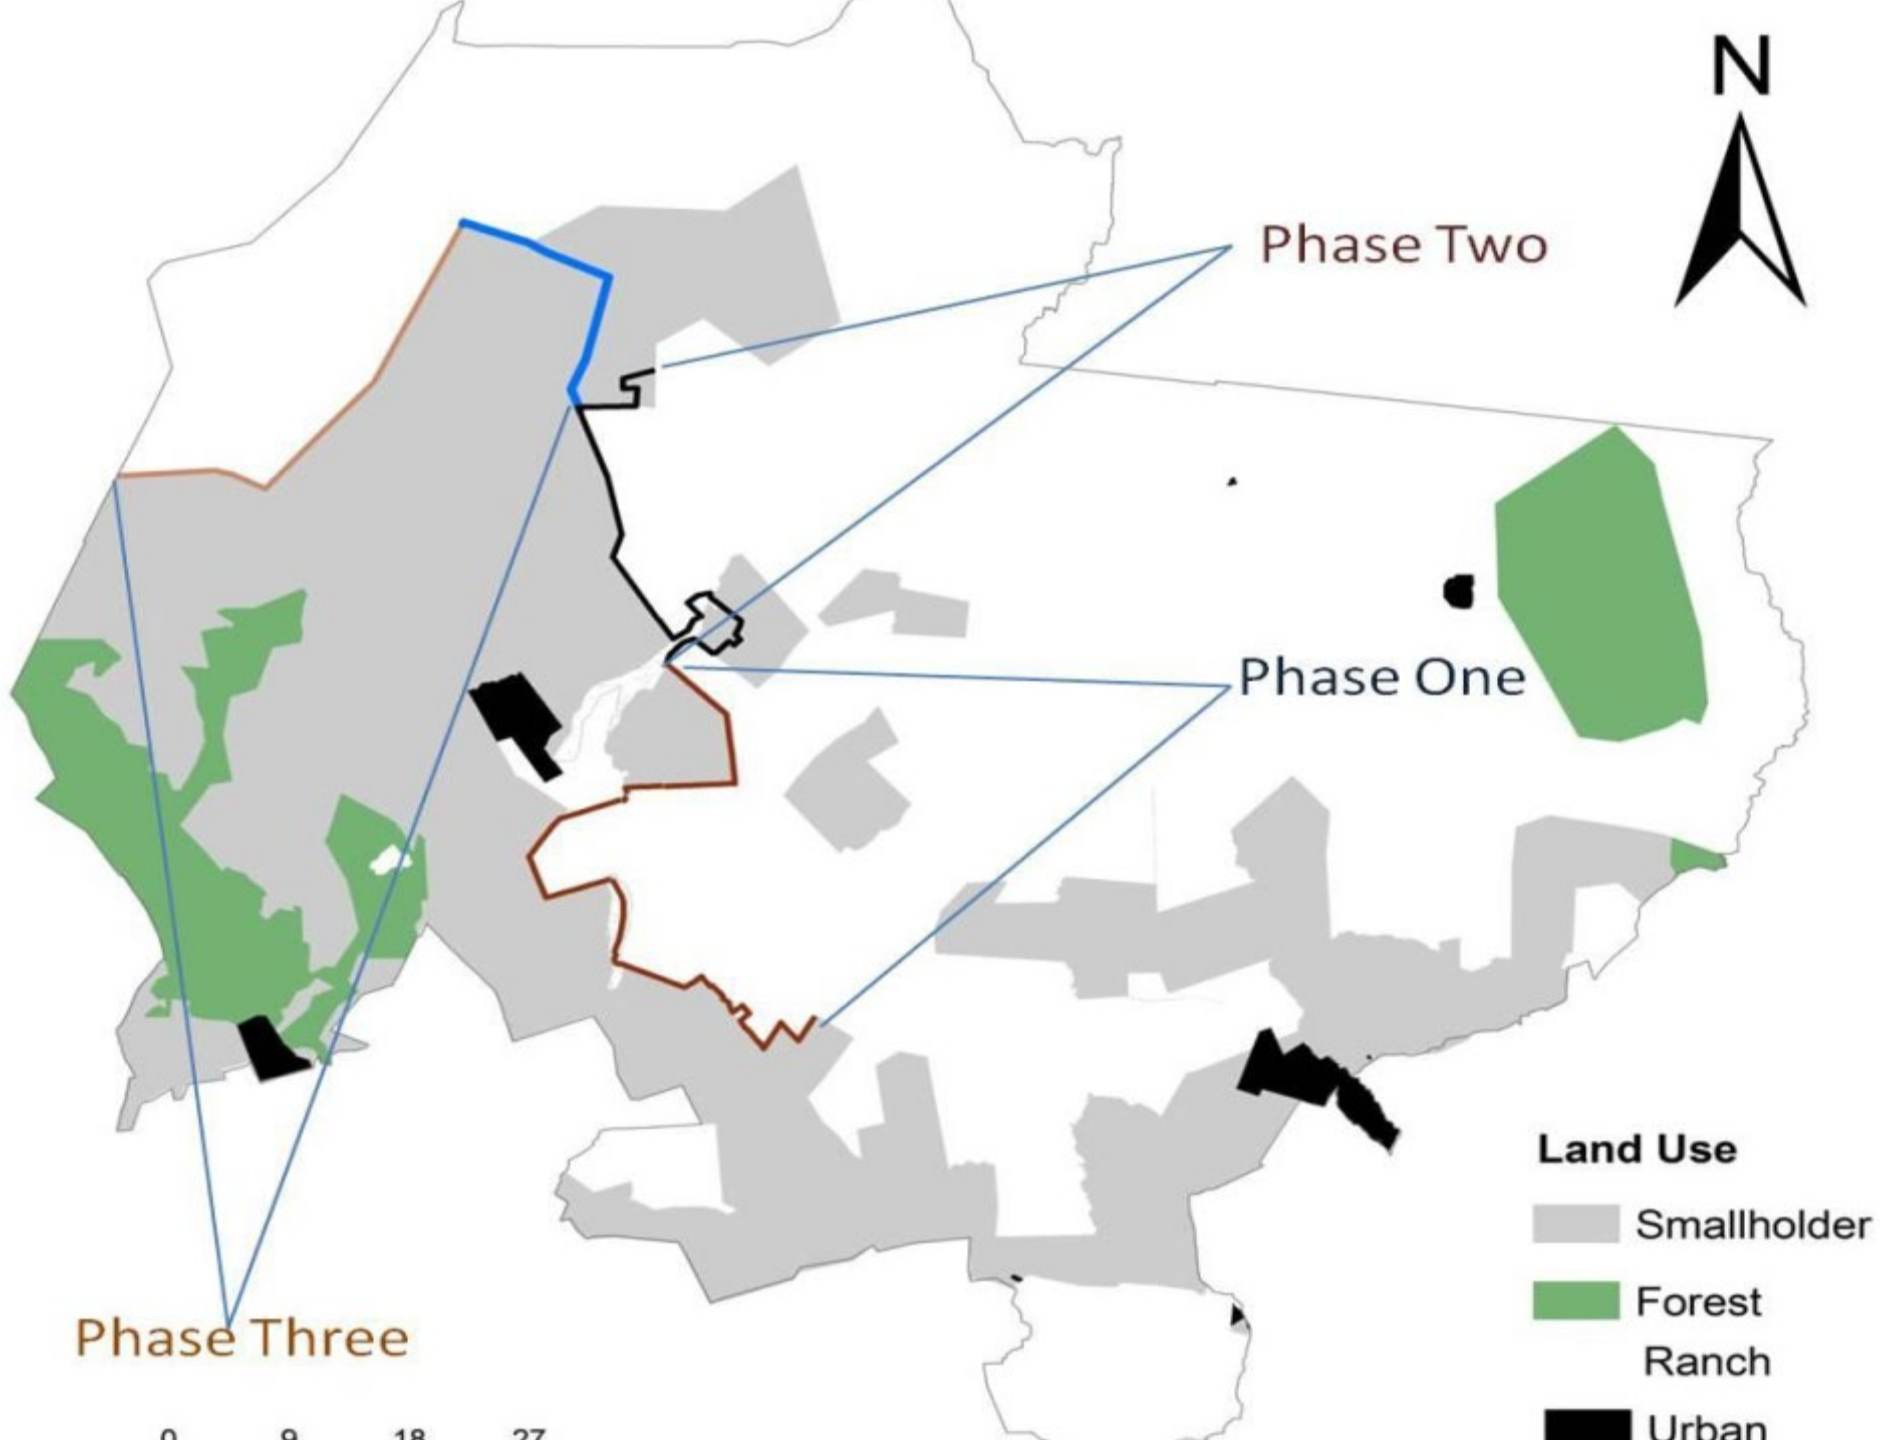 N
Phase Two
Phase One
Land Use
Smallholder
Forest
Ranch
Urban
Phase Three
0 9 18 27